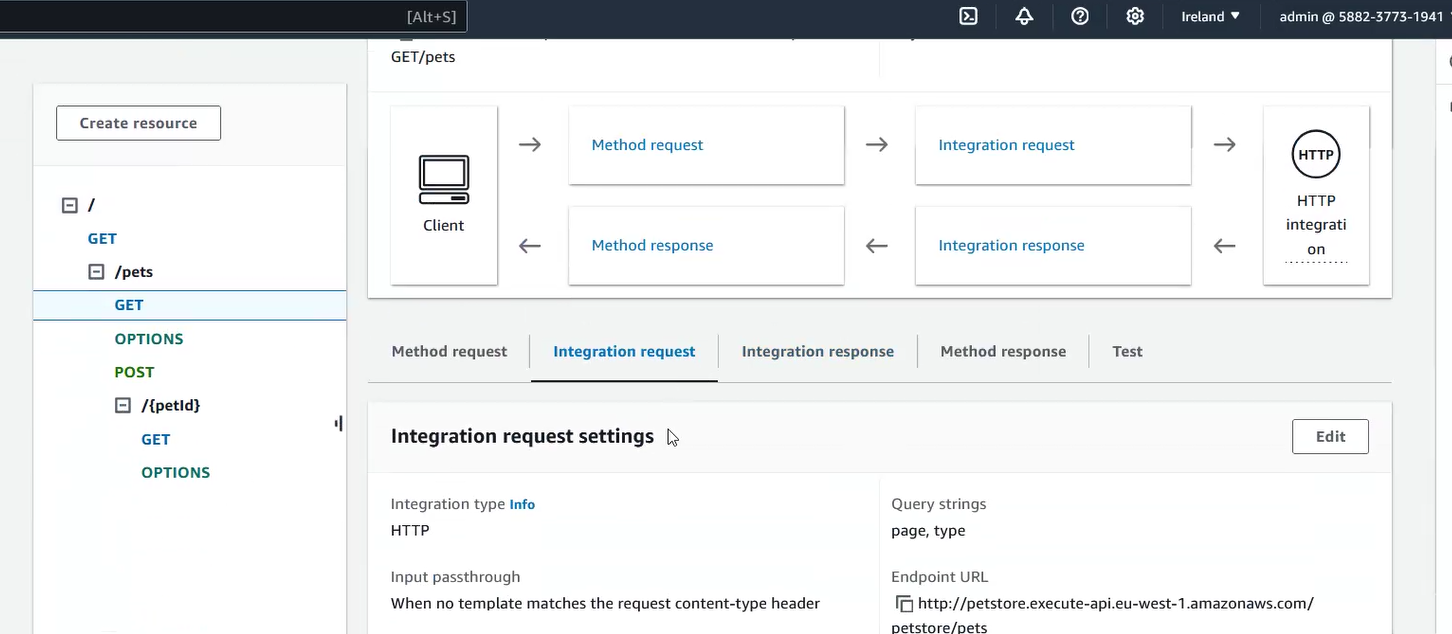 [Alt+S]
Ireland ▼
admin @ 5882-3773-1941
Create resource
/
GET
/pets
GET
OPTIONS
POST
/{petId}
GET
OPTIONS
GET/pets
Client
Method request
Integration request
HTTP
HTTP
integrati
on
Method response
Integration response
Method request
Integration request
Integration response
Method response
Test
Integration request settings
Edit
Integration type Info
HTTP
Query strings
page, type
Input passthrough
When no template matches the request content-type header
Endpoint URL
http://petstore.execute-api.eu-west-1.amazonaws.com/
petstore/pets